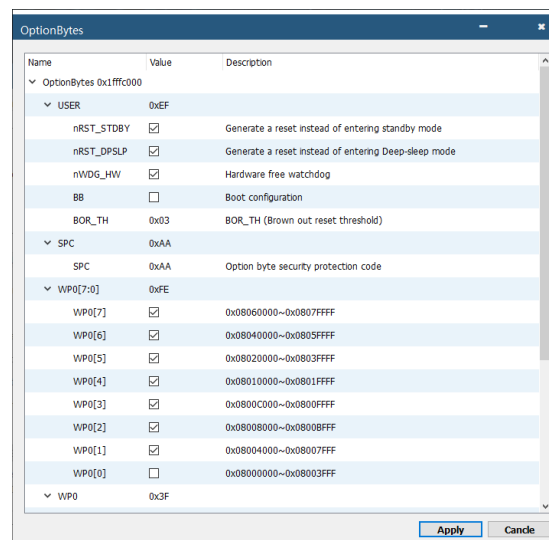 OptionBytes
Name Value Description
OptionBytes 0x1fffc000
USER 0xEF
nRST_STDBY Generate a reset instead of entering standby mode
nRST_DPSLP Generate a reset instead of entering Deep-sleep mode
nWDG_HW Hardware free watchdog
BB Boot configuration
BOR_TH 0x03 BOR_TH (Brown out reset threshold)
SPC 0xAA
SPC 0xAA Option byte security protection code
WP0[7:0] 0xFE
WP0[7] 0x08060000~0x0807FFFF
WP0[6] 0x08040000~0x0805FFFF
WP0[5] 0x08020000~0x0803FFFF
WP0[4] 0x08010000~0x0801FFFF
WP0[3] 0x0800C000~0x0800FFFF
WP0[2] 0x08008000~0x0800BFFF
WP0[1] 0x08004000~0x08007FFF
WP0[0] 0x08000000~0x08003FFF
WP0 0x3F
Apply Cancle